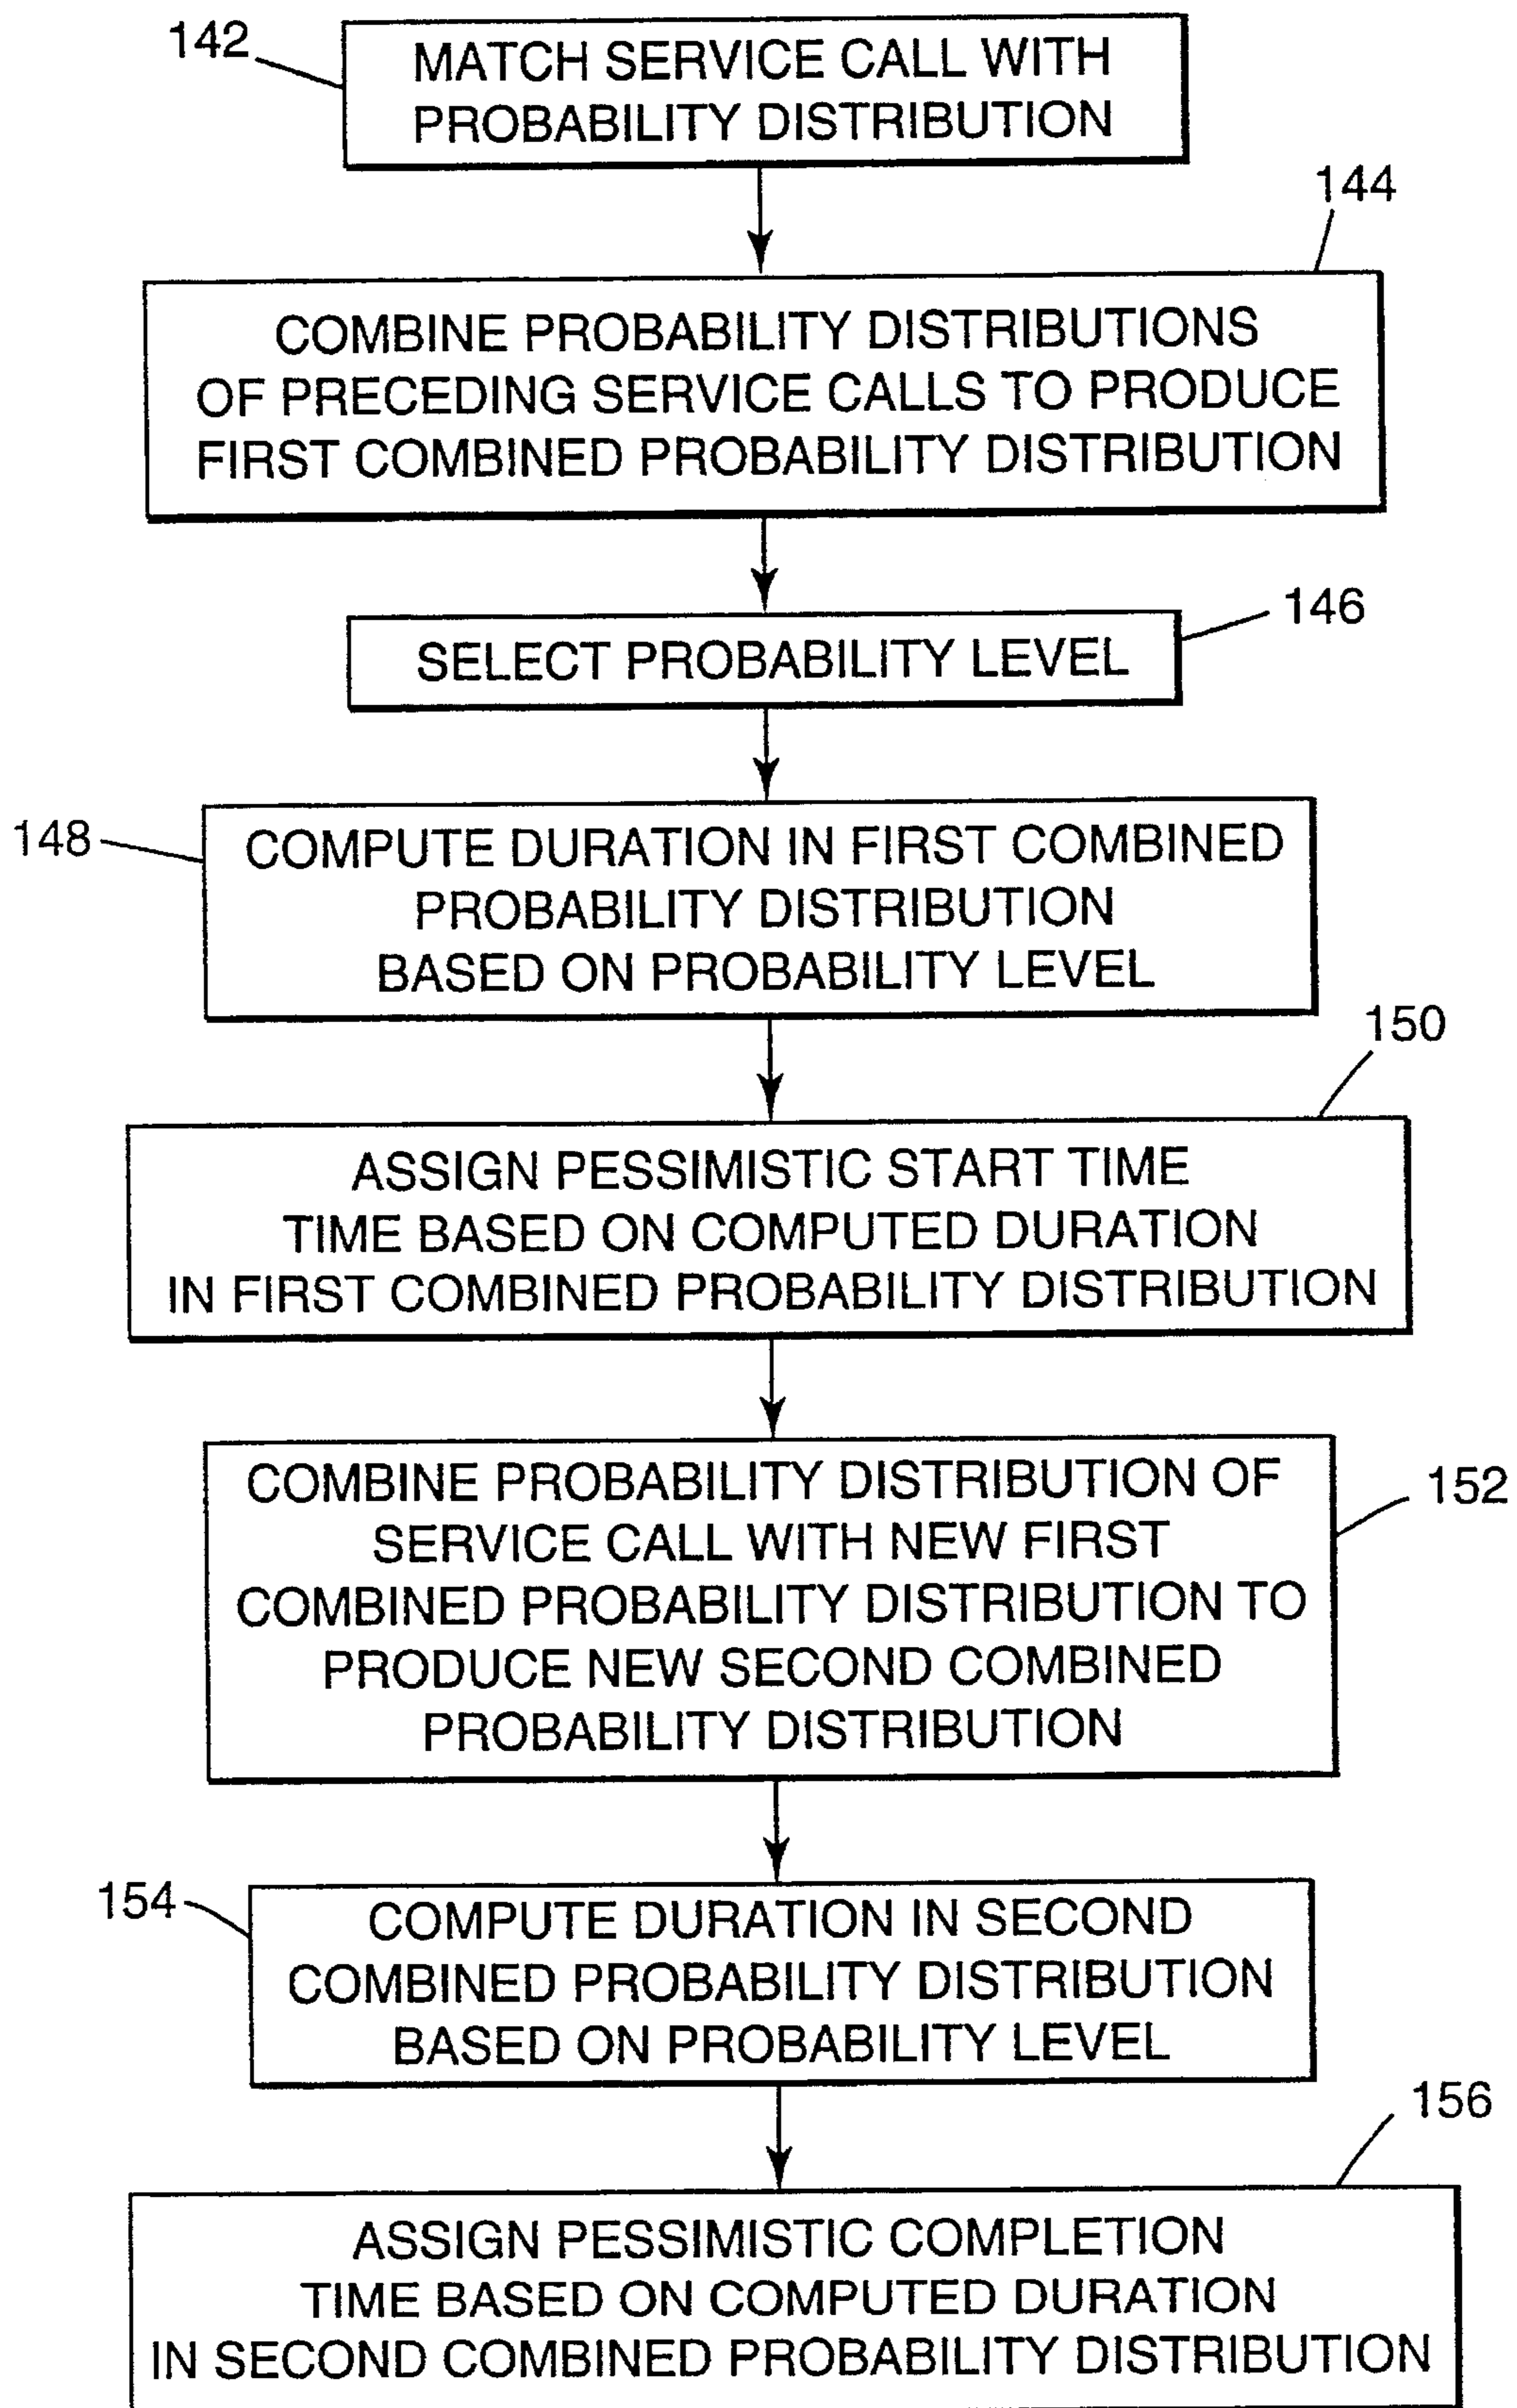 142
MATCH SERVICE CALL WITH
PROBABILITY DISTRIBUTION
144
COMBINE PROBABILITY DISTRIBUTIONS
OF PRECEDING SERVICE CALLS TO PRODUCE
FIRST COMBINED PROBABILITY DISTRIBUTION
146
SELECT PROBABILITY LEVEL
148
COMPUTE DURATION IN FIRST COMBINED
PROBABILITY DISTRIBUTION
BASED ON PROBABILITY LEVEL
150
ASSIGN PESSIMISTIC START TIME
TIME BASED ON COMPUTED DURATION
IN FIRST COMBINED PROBABILITY DISTRIBUTION
152
COMBINE PROBABILITY DISTRIBUTION OF
SERVICE CALL WITH NEW FIRST
COMBINED PROBABILITY DISTRIBUTION TO
PRODUCE NEW SECOND COMBINED
PROBABILITY DISTRIBUTION
154
COMPUTE DURATION IN SECOND
COMBINED PROBABILITY DISTRIBUTION
BASED ON PROBABILITY LEVEL
156
ASSIGN PESSIMISTIC COMPLETION
TIME BASED ON COMPUTED DURATION
IN SECOND COMBINED PROBABILITY DISTRIBUTION